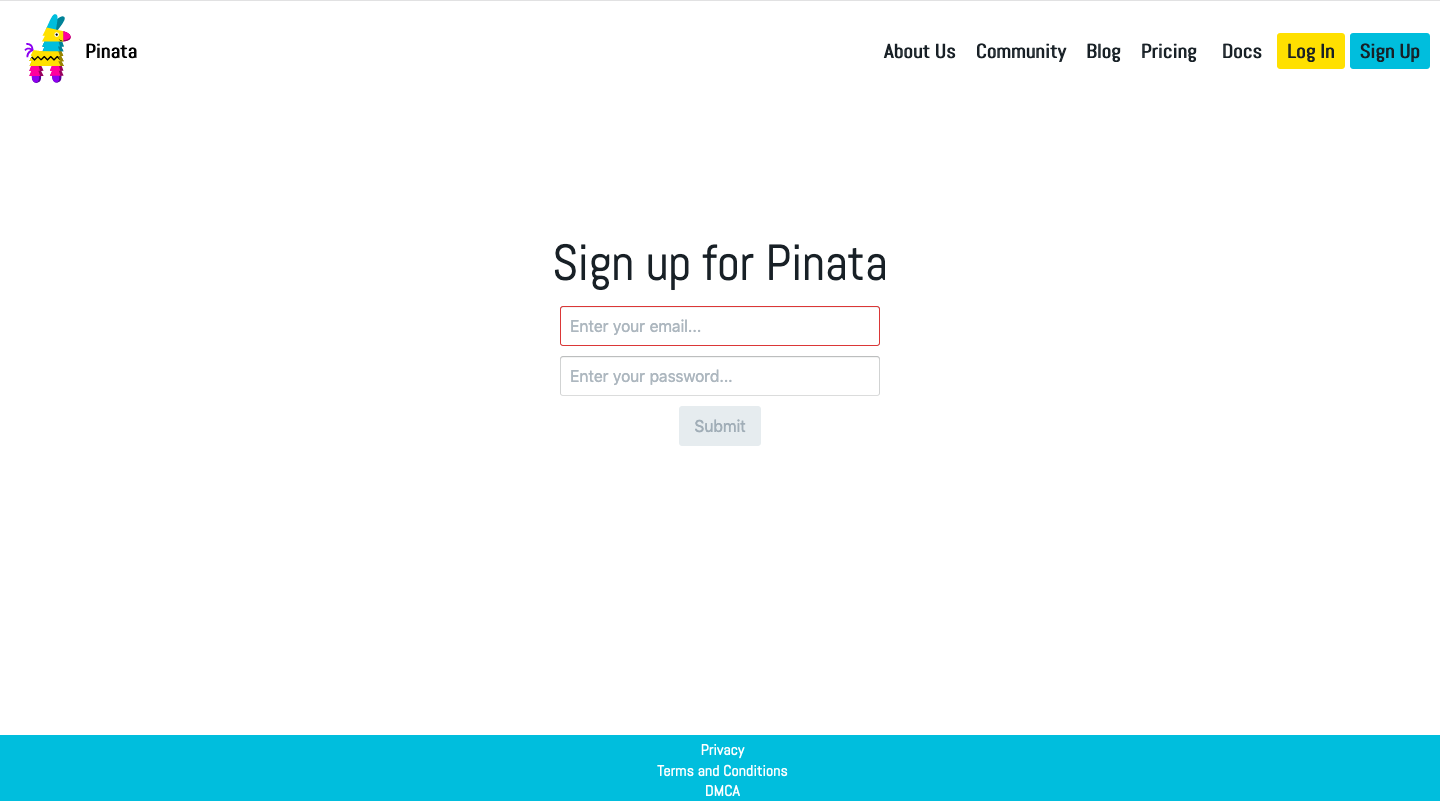 Pinata
About Us Community Blog Pricing Docs Log In Sign Up
Sign up for Pinata
Enter your email...
Enter your password...
Submit
Privacy
Terms and Conditions
DMCA